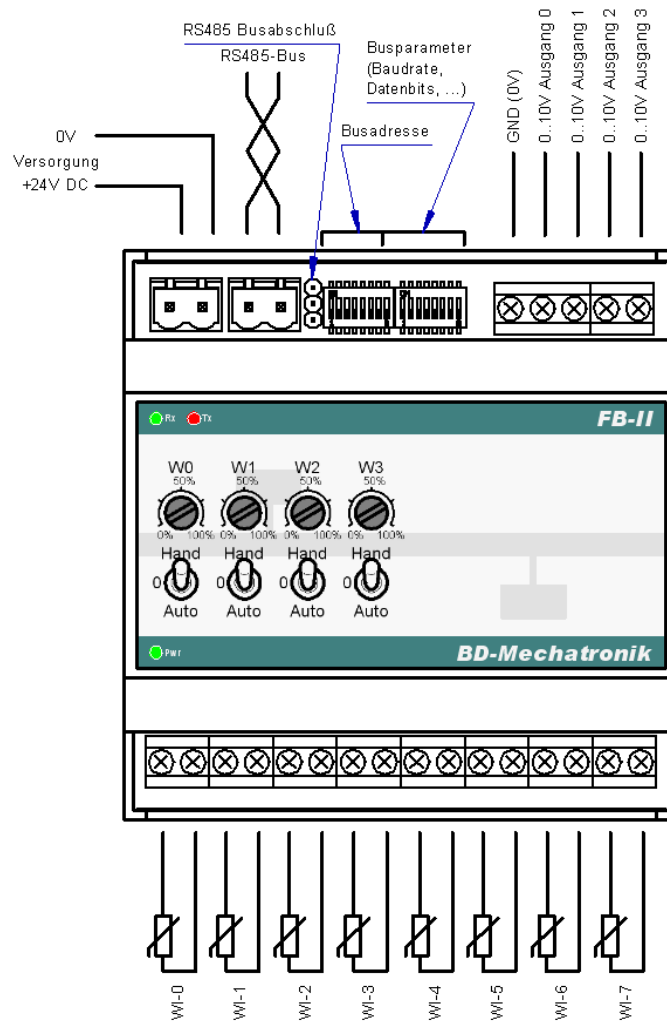 RS485 Busabschluß
RS485-Bus
Busparameter
(Baudrate,
Datenbits, ...)
Busadresse
0V
Versorgung
+24V DC
GND (0V)
0..10V Ausgang 0
0..10V Ausgang 1
0..10V Ausgang 2
0..10V Ausgang 3
Rx Tx
FB-II
W0 W1 W2 W3
50% 50% 50% 50%
0% 100% 0% 100% 0% 100% 0% 100%
Hand Hand Hand Hand
0 0 0 0
Auto Auto Auto Auto
Pwr
BD-Mechatronik
WI-0 WI-1 WI-2 WI-3 WI-4 WI-5 WI-6 WI-7